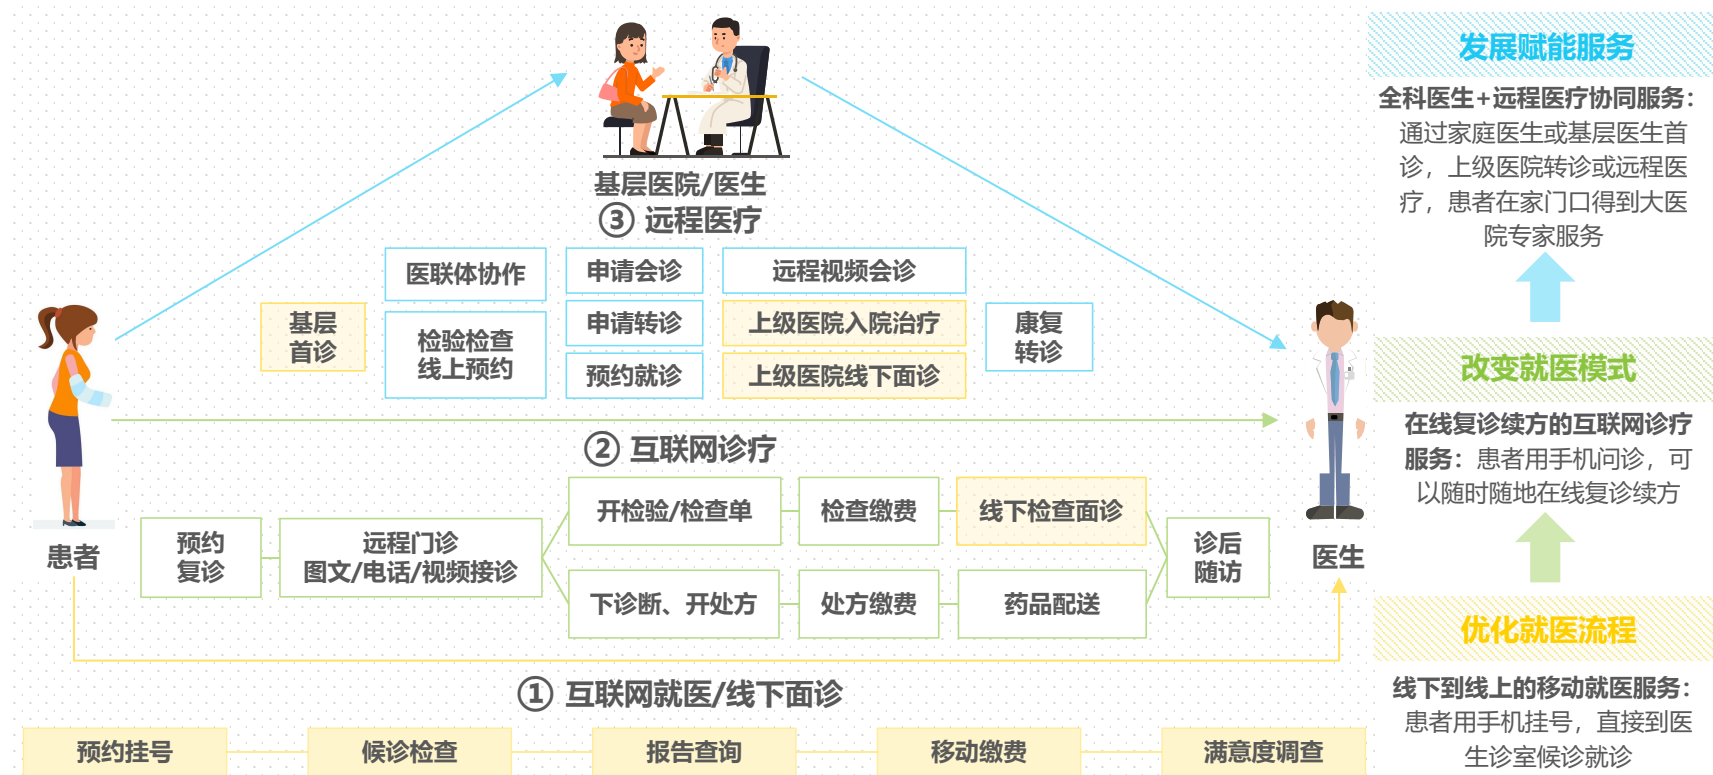 基层医院/医生
③ 远程医疗
医联体协作
申请会诊
远程视频会诊
基层
首诊
检验检查
线上预约
申请转诊
上级医院入院治疗
康复
转诊
预约就诊
上级医院线下面诊
② 互联网诊疗
患者
医生
预约
复诊
远程门诊
图文/电话/视频接诊
开检验/检查单
检查缴费
线下检查面诊
下诊断、开处方
处方缴费
药品配送
诊后
随访
① 互联网就医/线下面诊
预约挂号
候诊检查
报告查询
移动缴费
满意度调查
发展赋能服务
全科医生+远程医疗协同服务：
通过家庭医生或基层医生首
诊，上级医院转诊或远程医
疗，患者在家门口得到大医
院专家服务
改变就医模式
在线复诊续方的互联网诊疗
服务：患者用手机问诊，可
以随时随地在线复诊续方
优化就医流程
线下到线上的移动就医服务：
患者用手机挂号，直接到医
生诊室候诊就诊